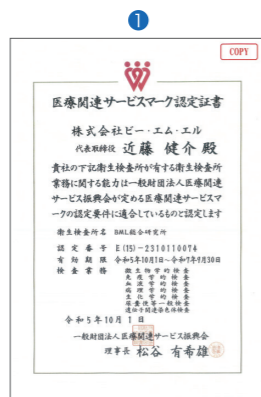 1
COPY
医療関連サービスマーク認定証書
株式会社ビー・エム・エル
代表取締役 近藤 健介 殿
貴社の下記衛生検査所が有する衛生検査所
業務に関する能力は一般財団法人医療関連
サービス振興会が定める医療関連サービスマ
ークの認定要件に適合しているものと認定します
衛生検査所名 BML総合研究所
認定番号 E(15)-2310110074
有効期限 令和5年10月1日~令和7年9月30日
検査業務 微生物学的検査
免疫学的検査
血液学的検査
病理学的検査
生化学的検査
尿糞便等一般検査
遺伝子関連染色体検査
令和5年10月1日
一般財団法人医療関連サービス振興会
理事長 松谷 有希雄